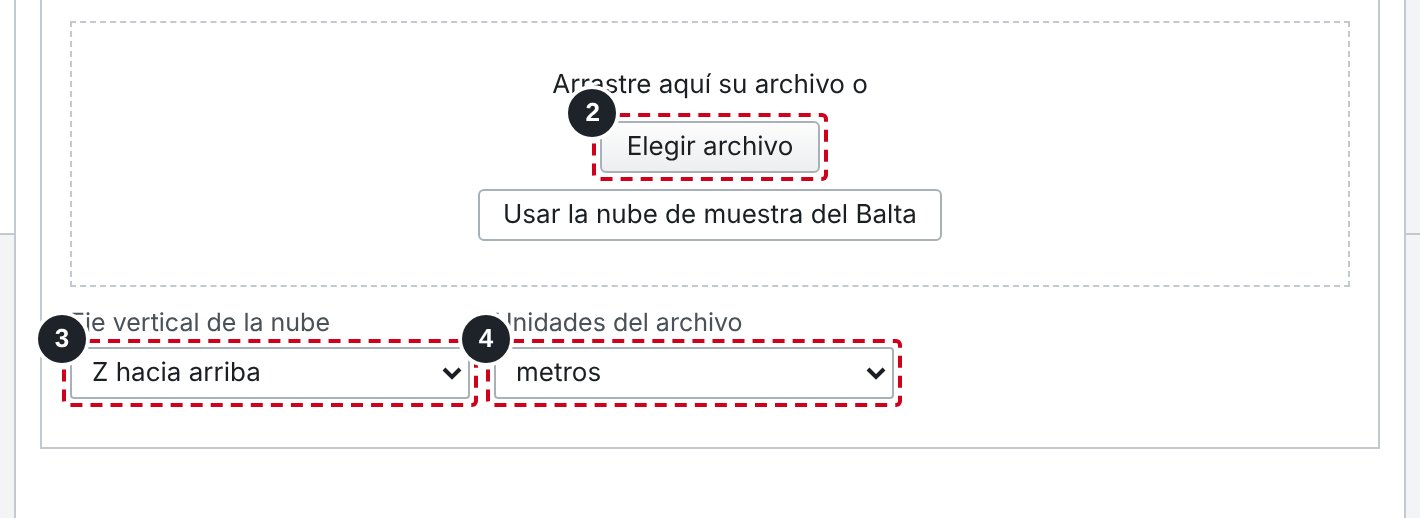 Arrastre aquí su archivo o
2
Elegir archivo
Usar la nube de muestra del Balta
Eje vertical de la nube
Unidades del archivo
3
4
Z hacia arriba
metros